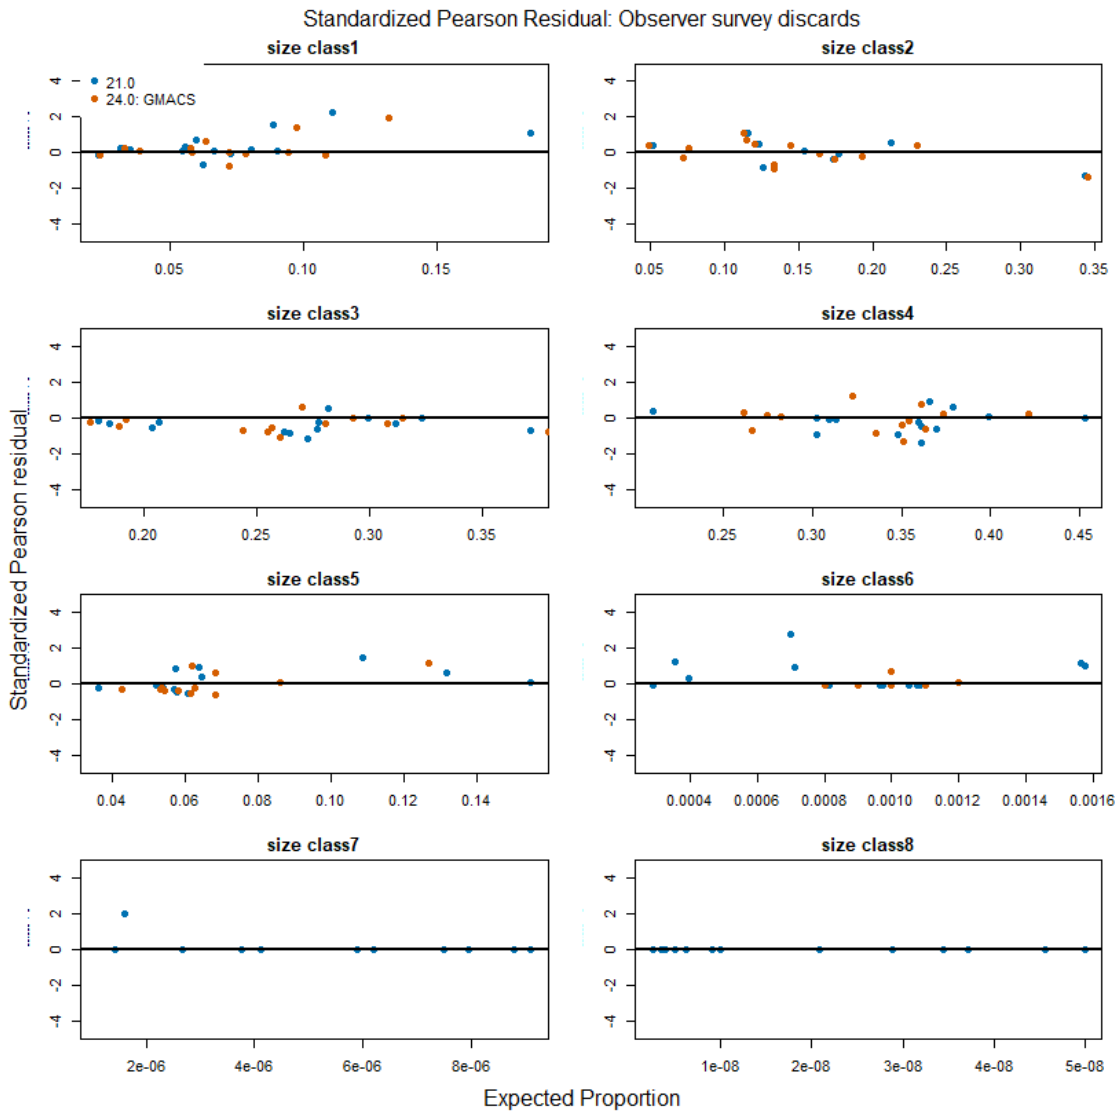 Standardized Pearson Residual: Observer survey discards
size class1
size class2
21.0
24.0: GMACS
4
2
0
-2
-4
0.05 0.10 0.15
4
2
0
-2
-4
0.05 0.10 0.15 0.20 0.25 0.30 0.35
size class3
size class4
4
2
0
-2
-4
0.20 0.25 0.30 0.35
4
2
0
-2
-4
0.25 0.30 0.35 0.40 0.45
Standardized Pearson residual
size class5
size class6
4
2
0
-2
-4
0.04 0.06 0.08 0.10 0.12 0.14
4
2
0
-2
-4
0.0004 0.0006 0.0008 0.0010 0.0012 0.0014 0.0016
size class7
size class8
4
2
0
-2
-4
2e-06 4e-06 6e-06 8e-06
4
2
0
-2
-4
1e-08 2e-08 3e-08 4e-08 5e-08
Expected Proportion